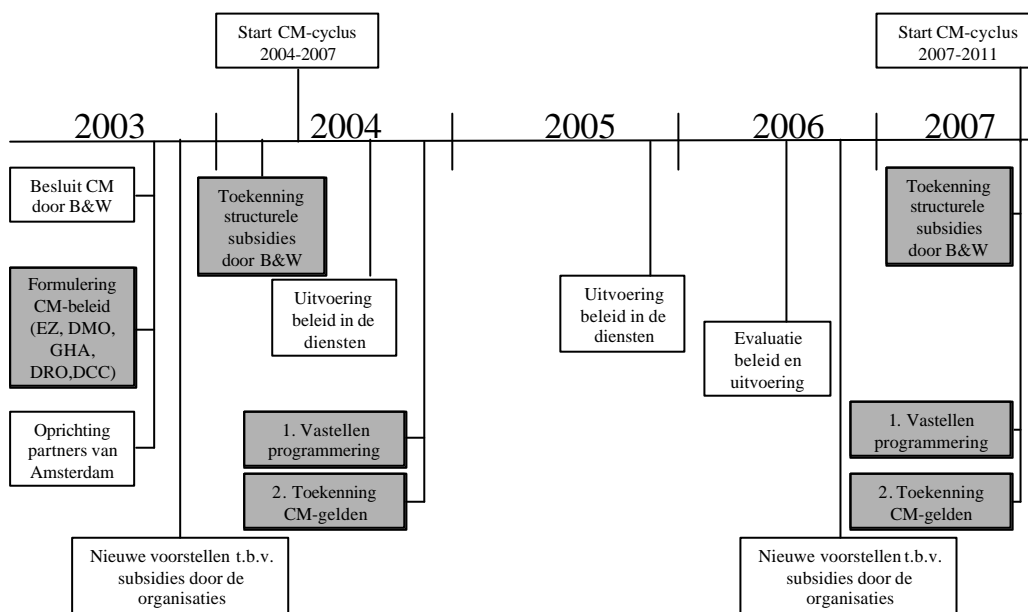 Start CM-cyclus
2004-2007
Start CM-cyclus
2007-2011
2003
2004
2005
2006
2007
Besluit CM
door B&W
Formulering
CM-beleid
(EZ, DMO,
GHA,
DRO,DCC)
Oprichting
partners van
Amsterdam
Toekenning
structurele
subsidies
door B&W
Uitvoering
beleid in de
diensten
1. Vastellen
programmering
2. Toekenning
CM-gelden
Nieuwe voorstellen t.b.v.
subsidies door de
organisaties
Uitvoering
beleid in de
diensten
Evaluatie
beleid en
uitvoering
Toekenning
structurele
subsidies
door B&W
1. Vastellen
programmering
2. Toekenning
CM-gelden
Nieuwe voorstellen t.b.v.
subsidies door de
organisaties